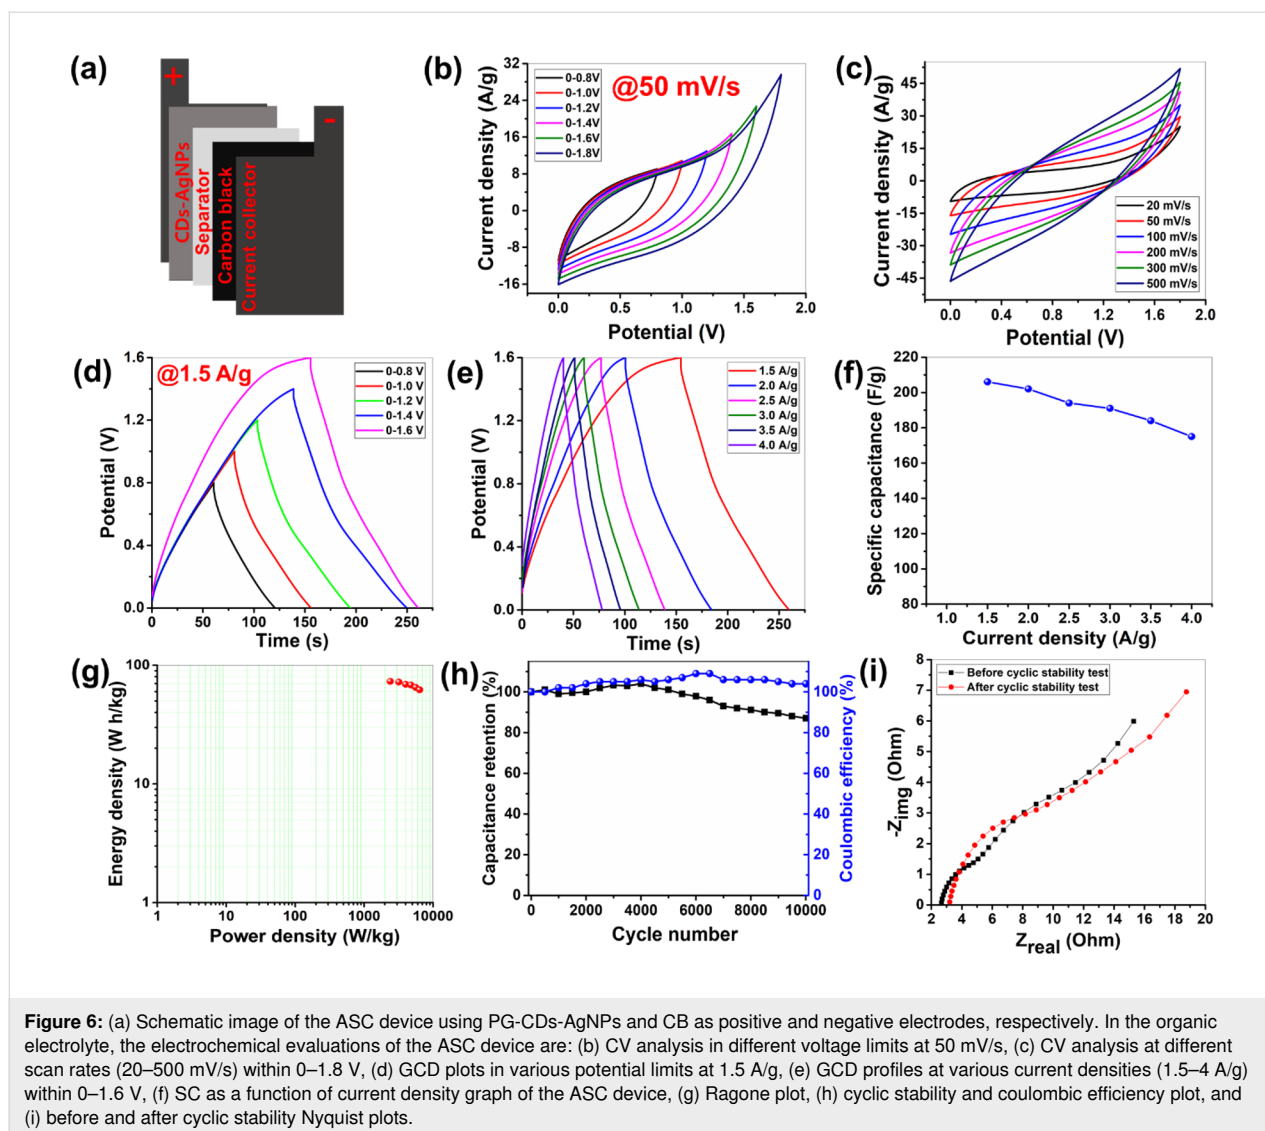 (a)
+
-
CDs-AgNPs
Separator
Carbon black
Current collector
(b)
@50 mV/s
0-0.8V
0-1.0V
0-1.2V
0-1.4V
0-1.6V
0-1.8V
Current density (A/g)
32
24
16
8
0
-8
-16
0.0 0.5 1.0 1.5 2.0
Potential (V)
(c)
Current density (A/g)
45
30
15
0
-15
-30
-45
20 mV/s
50 mV/s
100 mV/s
200 mV/s
300 mV/s
500 mV/s
0.0 0.4 0.8 1.2 1.6 2.0
Potential (V)
(d)
@1.5 A/g
0-0.8 V
0-1.0 V
0-1.2 V
0-1.4 V
0-1.6 V
Potential (V)
1.6
1.2
0.8
0.4
0.0
0 50 100 150 200 250
Time (s)
(e)
1.5 A/g
2.0 A/g
2.5 A/g
3.0 A/g
3.5 A/g
4.0 A/g
Potential (V)
1.6
1.2
0.8
0.4
0.0
0 50 100 150 200 250
Time (s)
(f)
Specific capacitance (F/g)
220
200
180
160
140
120
100
80
1.0 1.5 2.0 2.5 3.0 3.5 4.0
Current density (A/g)
(g)
Energy density (W h/kg)
100
10
1
1 10 100 1000 10000
Power density (W/kg)
(h)
Capacitance retention (%)
100
80
60
40
20
0
Coulombic efficiency (%)
100
80
60
40
20
0
0 2000 4000 6000 8000 10000
Cycle number
(i)
Before cyclic stability test
After cyclic stability test
-Zimg (Ohm)
8
7
6
5
4
3
2
1
0
2 4 6 8 10 12 14 16 18 20
Zreal (Ohm)
Figure 6: (a) Schematic image of the ASC device using PG-CDs-AgNPs and CB as positive and negative electrodes, respectively. In the organic
electrolyte, the electrochemical evaluations of the ASC device are: (b) CV analysis in different voltage limits at 50 mV/s, (c) CV analysis at different
scan rates (20–500 mV/s) within 0–1.8 V, (d) GCD plots in various potential limits at 1.5 A/g, (e) GCD profiles at various current densities (1.5–4 A/g)
within 0–1.6 V, (f) SC as a function of current density graph of the ASC device, (g) Ragone plot, (h) cyclic stability and coulombic efficiency plot, and
(i) before and after cyclic stability Nyquist plots.